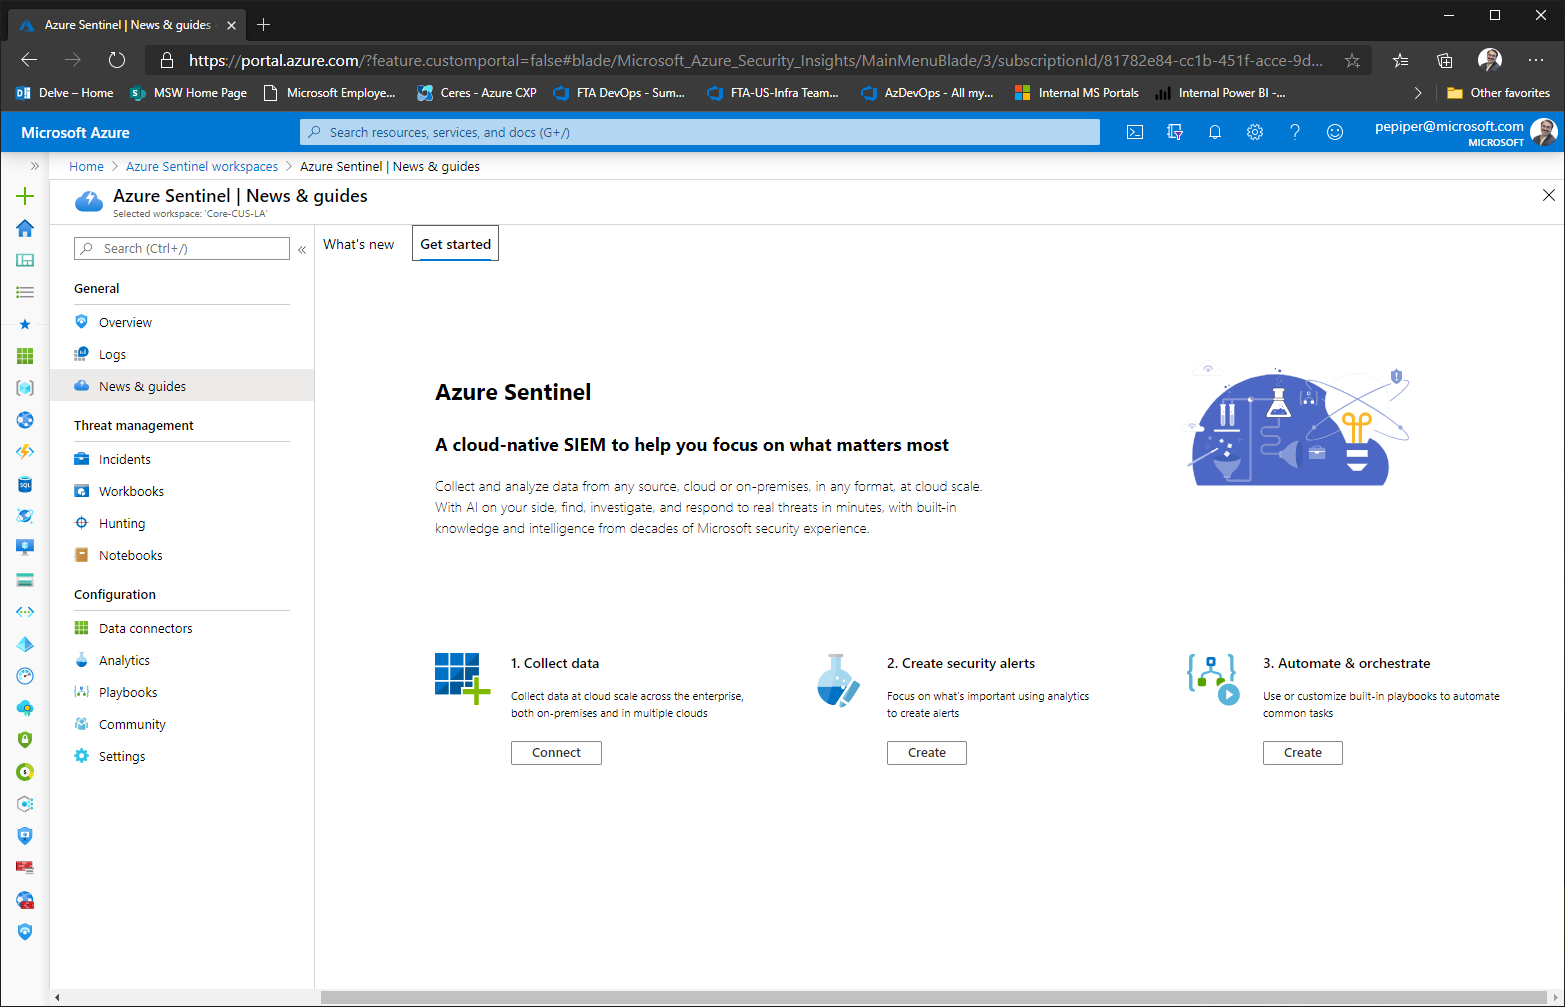 Azure Sentinel | News & guides -
https://portal.azure.com/?feature.customportal=false#blade/Microsoft_Azure_Security_Insights/MainMenuBlade/3/subscriptionId/81782e84-cc1b-451f-acce-9d...
Delve – Home
MSW Home Page
Microsoft Employe...
Ceres - Azure CXP
FTA DevOps - Sum...
FTA-US-Infra Team...
AzDevOps - All my...
Internal MS Portals
Internal Power BI -...
Other favorites
Microsoft Azure
Search resources, services, and docs (G+/)
pepiper@microsoft.com
MICROSOFT
Home > Azure Sentinel workspaces > Azure Sentinel | News & guides
Azure Sentinel | News & guides
Selected workspace: 'Core-CUS-LA'
Search (Ctrl+/)
General
Overview
Logs
News & guides
Threat management
Incidents
Workbooks
Hunting
Notebooks
Configuration
Data connectors
Analytics
Playbooks
Community
Settings
What's new
Get started
Azure Sentinel
A cloud-native SIEM to help you focus on what matters most
Collect and analyze data from any source, cloud or on-premises, in any format, at cloud scale.
With AI on your side, find, investigate, and respond to real threats in minutes, with built-in
knowledge and intelligence from decades of Microsoft security experience.
1. Collect data
Collect data at cloud scale across the enterprise,
both on-premises and in multiple clouds
Connect
2. Create security alerts
Focus on what's important using analytics
to create alerts
Create
3. Automate & orchestrate
Use or customize built-in playbooks to automate
common tasks
Create